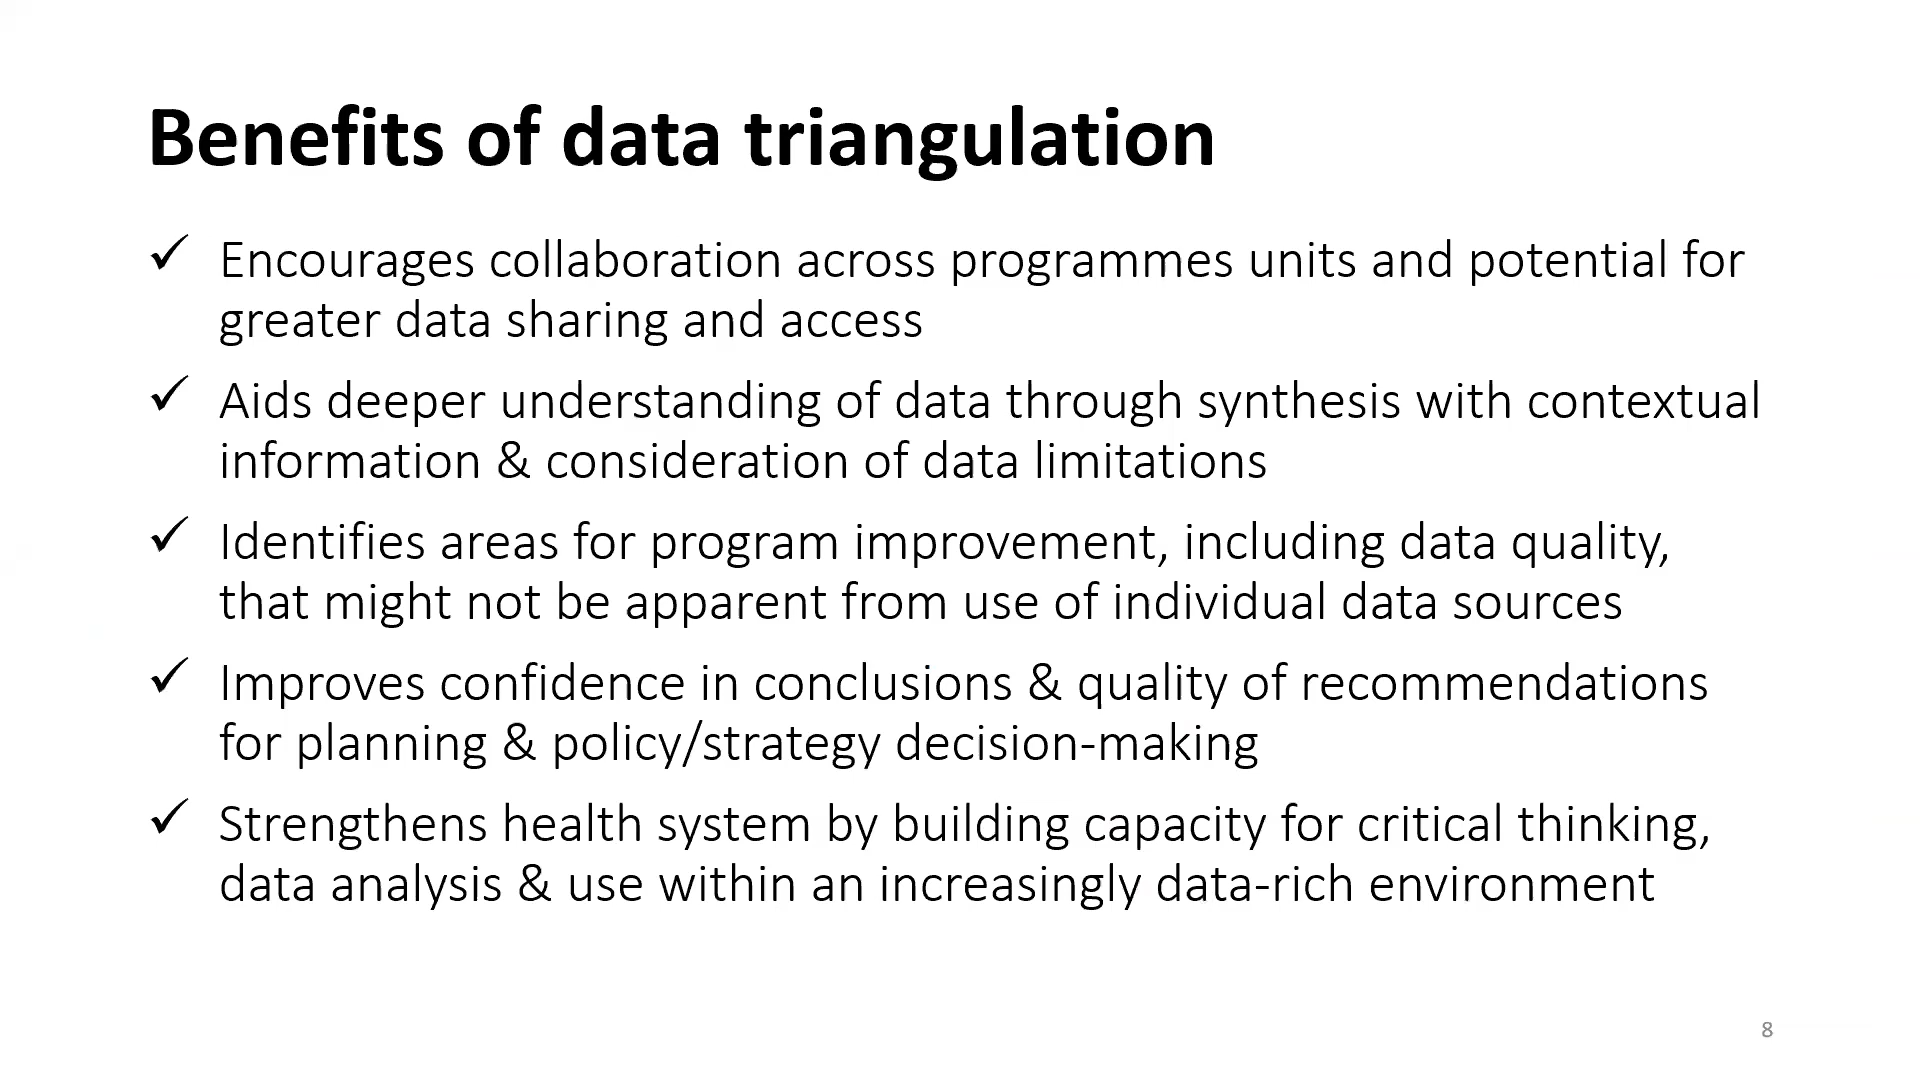 Benefits of data triangulation
✓ Encourages collaboration across programmes units and potential for
greater data sharing and access
✓ Aids deeper understanding of data through synthesis with contextual
information & consideration of data limitations
✓ Identifies areas for program improvement, including data quality,
that might not be apparent from use of individual data sources
✓ Improves confidence in conclusions & quality of recommendations
for planning & policy/strategy decision-making
✓ Strengthens health system by building capacity for critical thinking,
data analysis & use within an increasingly data-rich environment
8